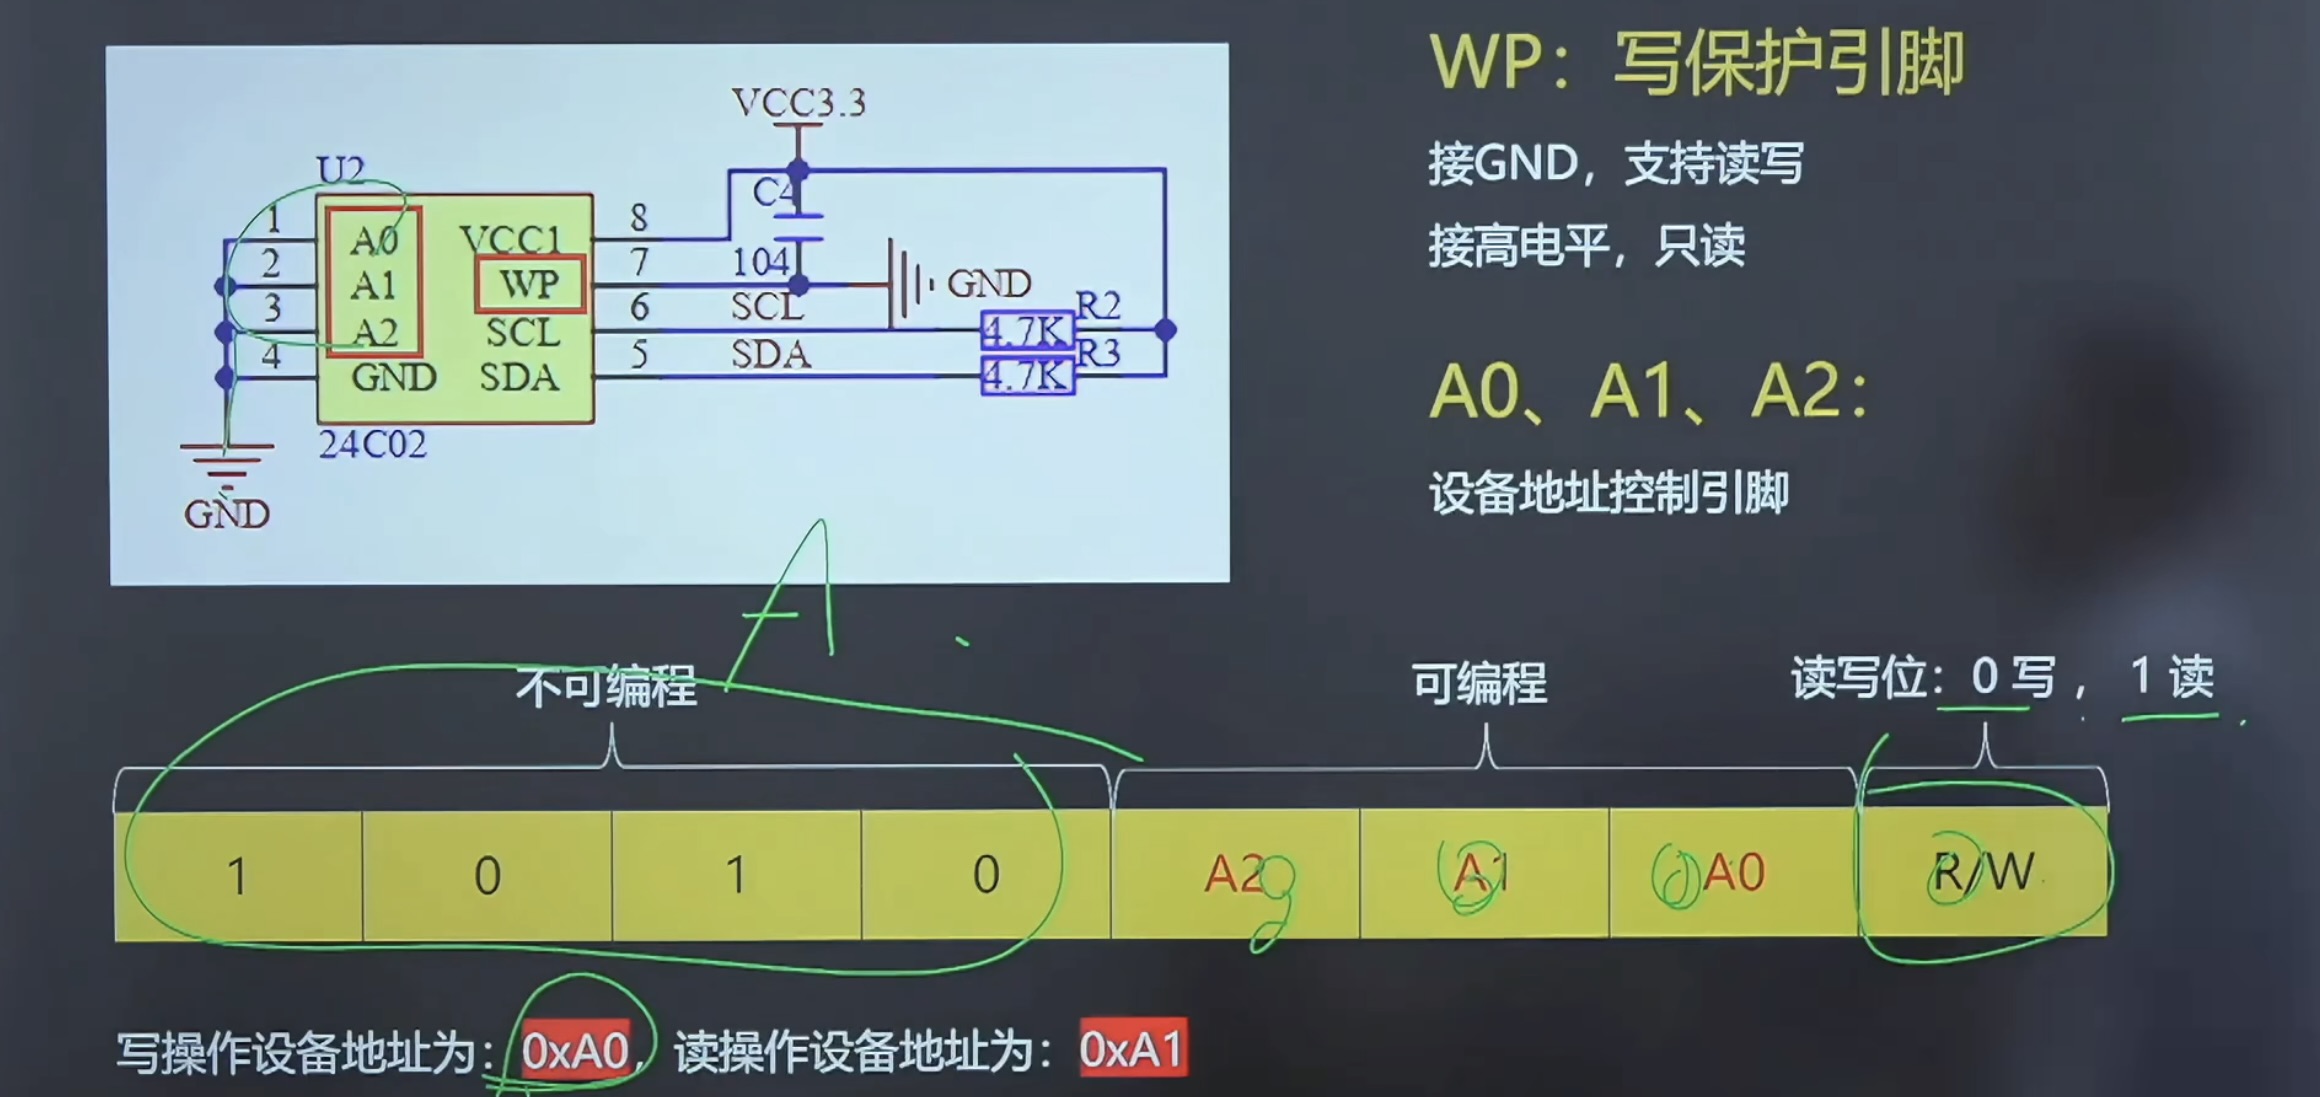 WP：写保护引脚
接GND，支持读写
接高电平，只读
A0、A1、A2：
设备地址控制引脚
VCC3.3
U2
C4
104
1 A0 VCC1 8
2 A1 WP 7
3 A2 SCL 6
4 GND SDA 5
SCL
SDA
GND
4.7K R2
4.7K R3
24C02
GND
A
不可编程 可编程 读写位：0 写， 1 读
1 0 1 0 A2 A1 A0 R/W
0 0 0 0
写操作设备地址为：0xA0，读操作设备地址为：0xA1